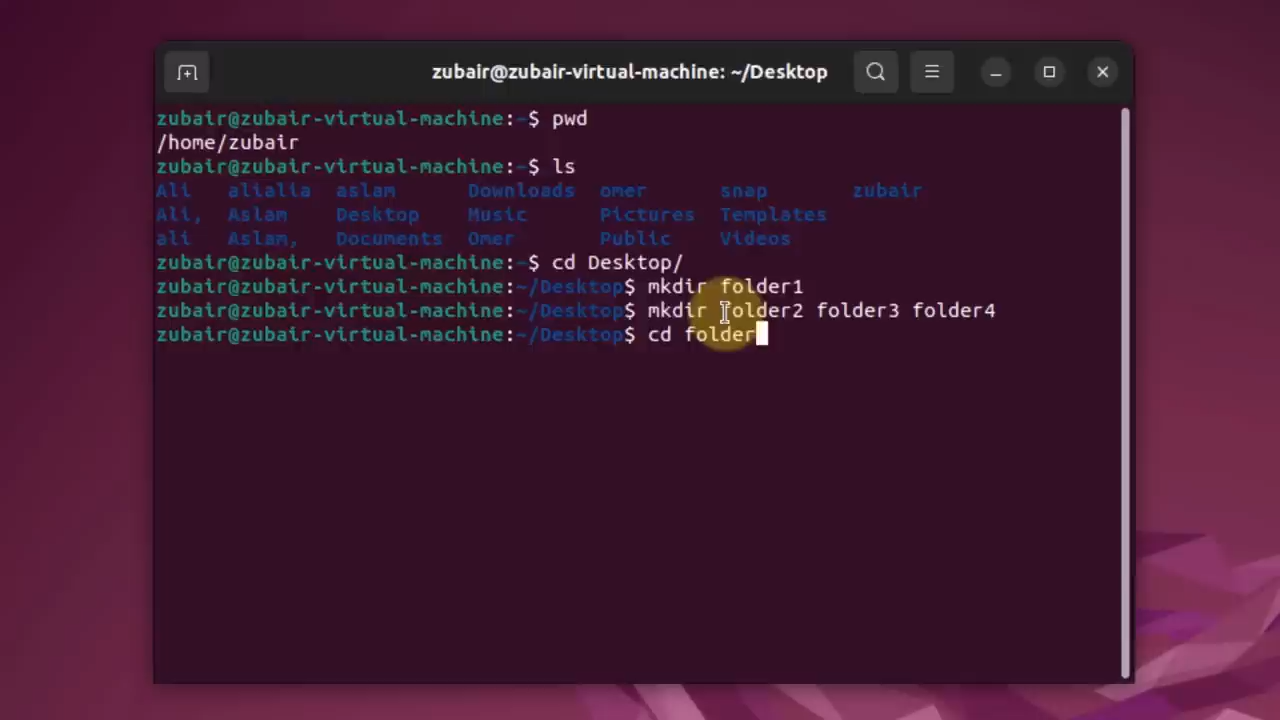 zubair@zubair-virtual-machine: ~/Desktop
zubair@zubair-virtual-machine:~$ pwd
/home/zubair
zubair@zubair-virtual-machine:~$ ls
Ali alialia aslam Downloads omer snap zubair
Ali, Aslam Desktop Music Pictures Templates
ali Aslam, Documents Omer Public Videos
zubair@zubair-virtual-machine:~$ cd Desktop/
zubair@zubair-virtual-machine:~/Desktop$ mkdir folder1
zubair@zubair-virtual-machine:~/Desktop$ mkdir folder2 folder3 folder4
zubair@zubair-virtual-machine:~/Desktop$ cd folder